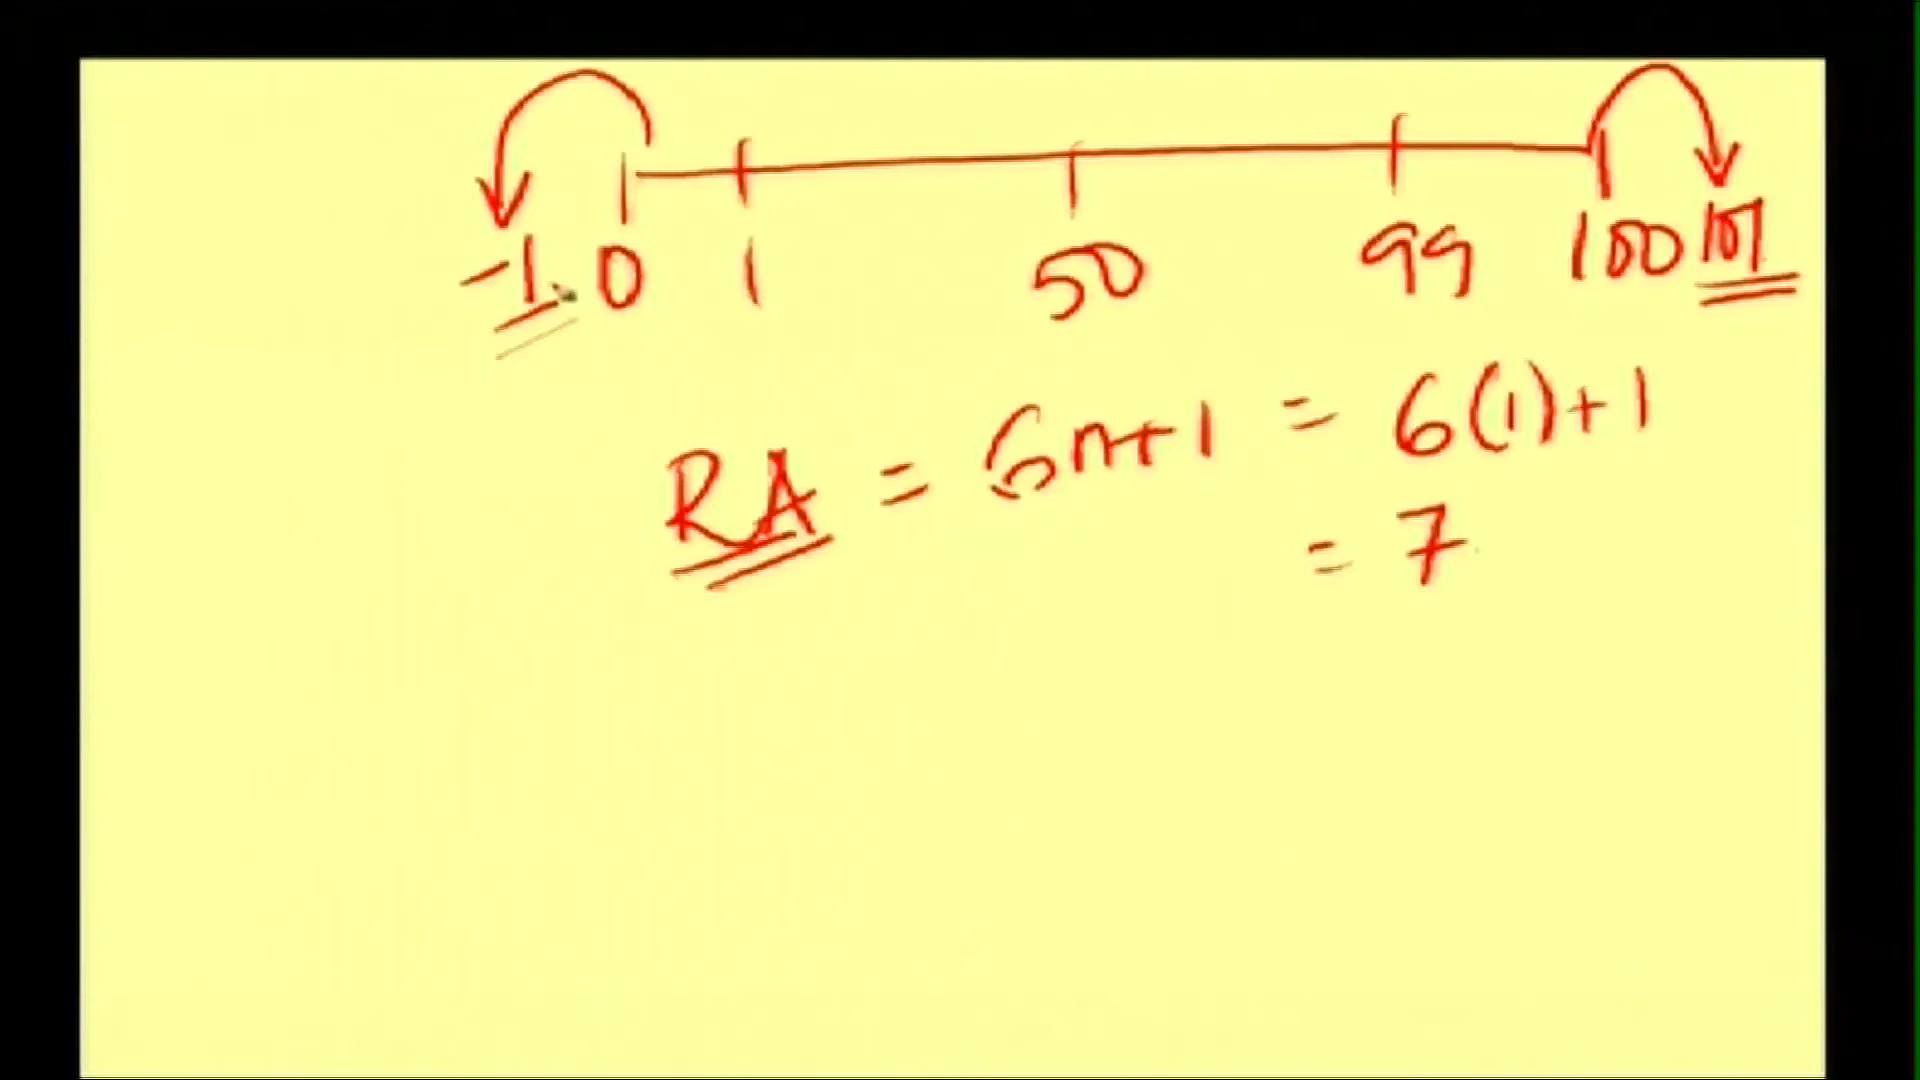 -1 0 1 50 99 100 101
RA = 6n+1 = 6(1)+1
= 7